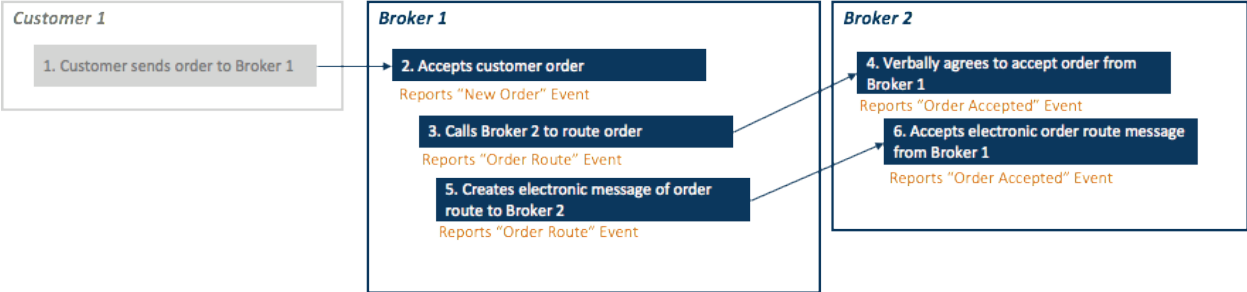 Customer 1
1. Customer sends order to Broker 1
Broker 1
2. Accepts customer order
Reports "New Order" Event
3. Calls Broker 2 to route order
Reports "Order Route" Event
5. Creates electronic message of order
route to Broker 2
Reports "Order Route" Event
Broker 2
4. Verbally agrees to accept order from
Broker 1
Reports "Order Accepted" Event
6. Accepts electronic order route message
from Broker 1
Reports "Order Accepted" Event